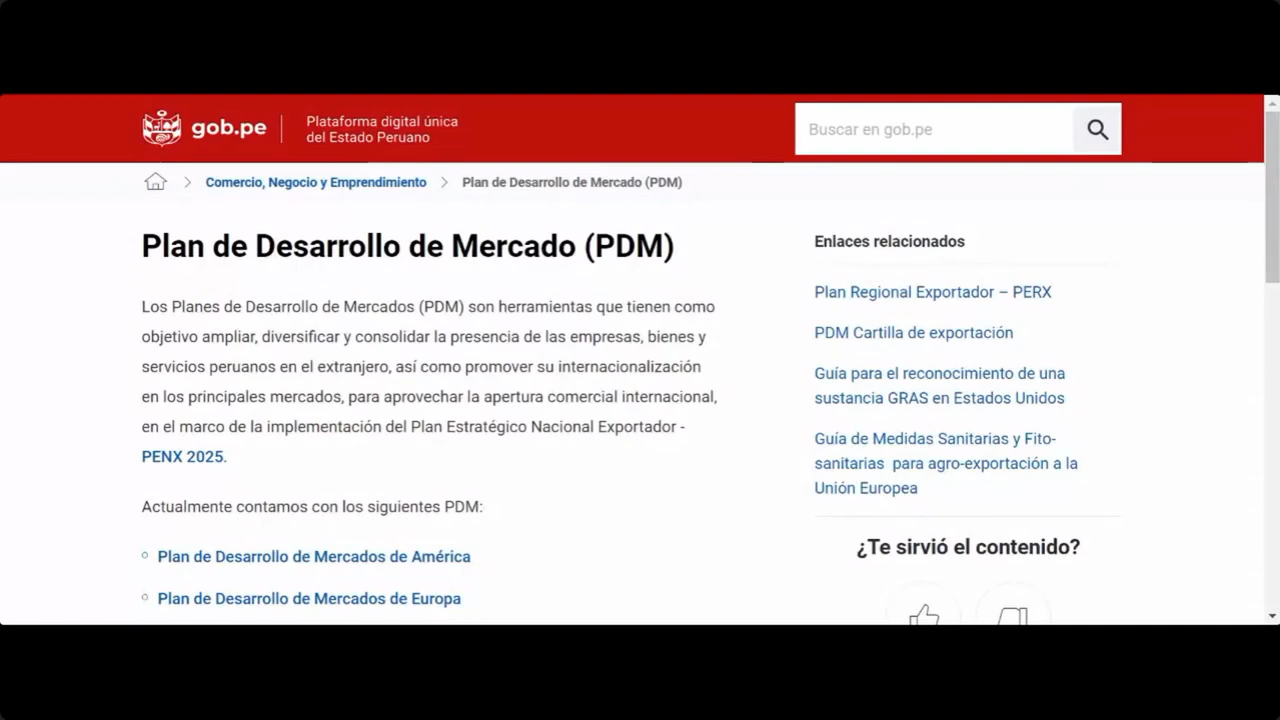 gob.pe
Plataforma digital única
del Estado Peruano
Buscar en gob.pe
Comercio, Negocio y Emprendimiento
Plan de Desarrollo de Mercado (PDM)
Plan de Desarrollo de Mercado (PDM)
Los Planes de Desarrollo de Mercados (PDM) son herramientas que tienen como
objetivo ampliar, diversificar y consolidar la presencia de las empresas, bienes y
servicios peruanos en el extranjero, así como promover su internacionalización
en los principales mercados, para aprovechar la apertura comercial internacional,
en el marco de la implementación del Plan Estratégico Nacional Exportador -
PENX 2025.
Actualmente contamos con los siguientes PDM:
Plan de Desarrollo de Mercados de América
Plan de Desarrollo de Mercados de Europa
Enlaces relacionados
Plan Regional Exportador – PERX
PDM Cartilla de exportación
Guía para el reconocimiento de una
sustancia GRAS en Estados Unidos
Guía de Medidas Sanitarias y Fito-
sanitarias para agro-exportación a la
Unión Europea
¿Te sirvió el contenido?